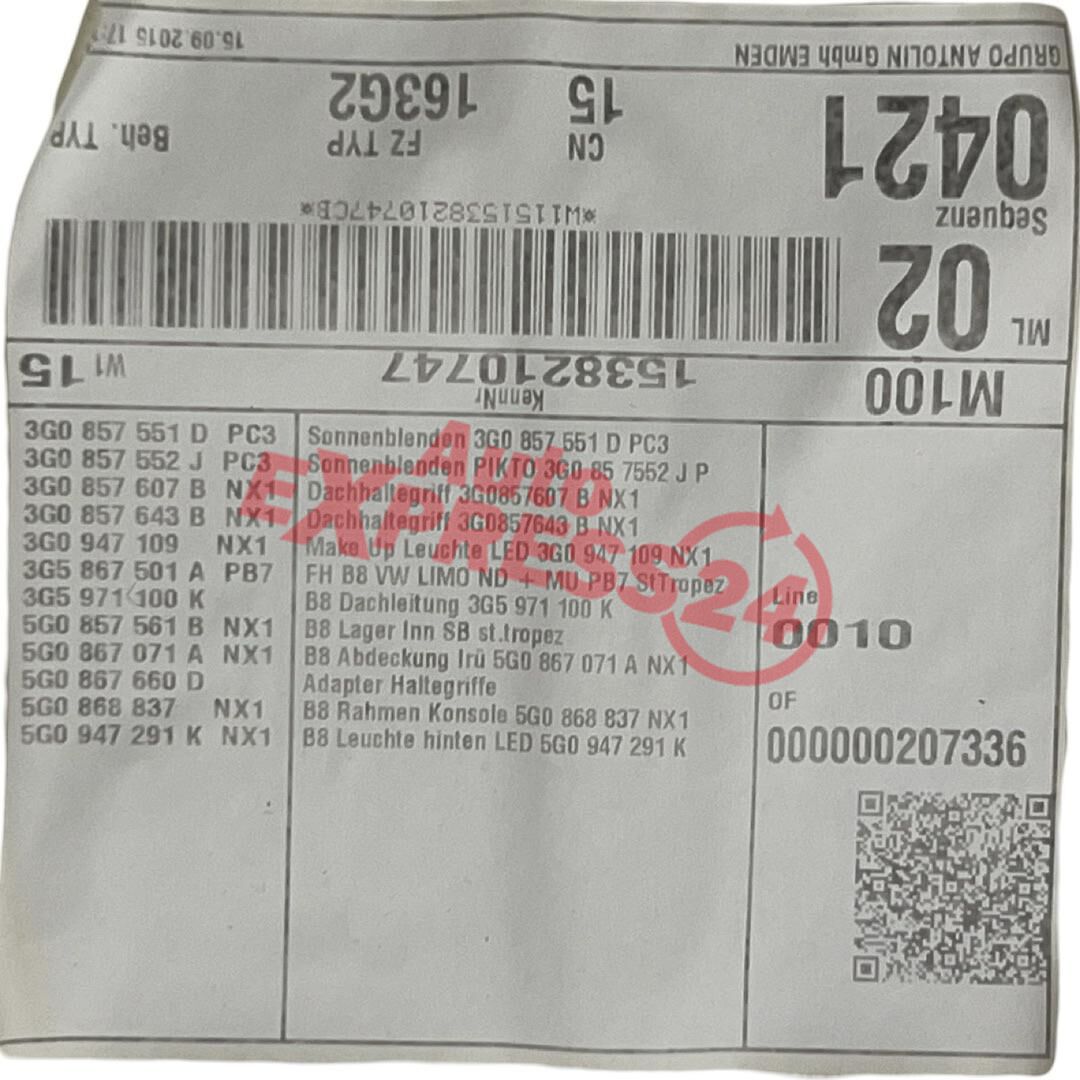 GRUPO ANTOLIN Gmbh EMDEN 15.09.2015 17:
0421 CN 15 FZ TYP 163G2 Beh. TYP
Sequenz
*W1151538210747CB*
ML 02
M100 KennNr 1538210747 W1 15
3G0 857 551 D PC3 Sonnenblenden 3G0 857 551 D PC3
3G0 857 552 J PC3 Sonnenblenden PIKTO 3G0 85 7552 J P
3G0 857 607 B NX1 Dachhaltegriff 3G0857607 B NX1
3G0 857 643 B NX1 Dachhaltegriff 3G0857643 B NX1
3G0 947 109 NX1 Make Up Leuchte LED 3G0 947 109 NX1
3G5 867 501 A PB7 FH B8 VW LIMO ND + MU PB7 StTropez
3G5 971 100 K B8 Dachleitung 3G5 971 100 K
5G0 857 561 B NX1 B8 Lager Inn SB st.tropez
5G0 867 071 A NX1 B8 Abdeckung Irü 5G0 867 071 A NX1
5G0 867 660 D Adapter Haltegriffe
5G0 868 837 NX1 B8 Rahmen Konsole 5G0 868 837 NX1
5G0 947 291 K NX1 B8 Leuchte hinten LED 5G0 947 291 K
Line
0010
OF
000000207336
Auto
EXPRESS24